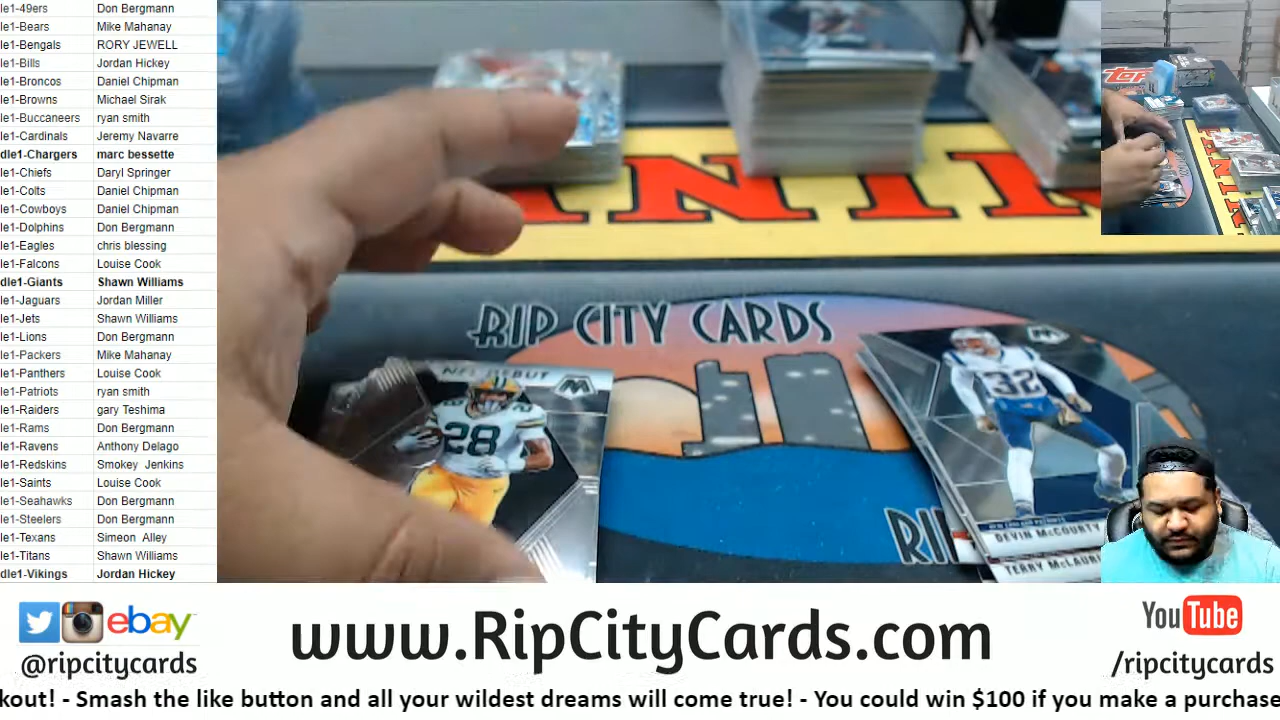 le1-49ers Don Bergmann
le1-Bears Mike Mahanay
le1-Bengals RORY JEWELL
le1-Bills Jordan Hickey
le1-Broncos Daniel Chipman
le1-Browns Michael Sirak
le1-Buccaneers ryan smith
le1-Cardinals Jeremy Navarre
dle1-Chargers marc bessette
le1-Chiefs Daryl Springer
le1-Colts Daniel Chipman
le1-Cowboys Daniel Chipman
le1-Dolphins Don Bergmann
le1-Eagles chris blessing
le1-Falcons Louise Cook
dle1-Giants Shawn Williams
le1-Jaguars Jordan Miller
le1-Jets Shawn Williams
le1-Lions Don Bergmann
le1-Packers Mike Mahanay
le1-Panthers Louise Cook
le1-Patriots ryan smith
le1-Raiders gary Teshima
le1-Rams Don Bergmann
le1-Ravens Anthony Delago
le1-Redskins Smokey Jenkins
le1-Saints Louise Cook
le1-Seahawks Don Bergmann
le1-Steelers Don Bergmann
le1-Texans Simeon Alley
le1-Titans Shawn Williams
dle1-Vikings Jordan Hickey
NINI
RIP CITY CARDS
NFL DEBUT
28
32
RI
DEVIN McCOURTY
TERRY McLAURI
topp
ANINI
ebay
@ripcitycards
www.RipCityCards.com
YouTube
/ripcitycards
kout! - Smash the like button and all your wildest dreams will come true! - You could win $100 if you make a purchase